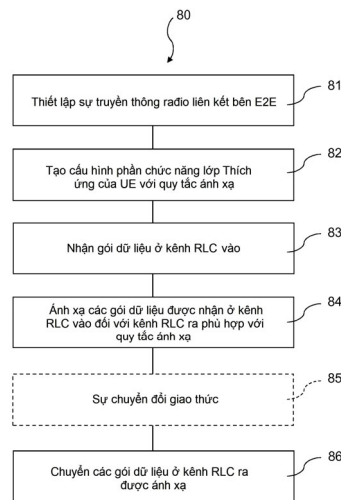 80
81
Thiết lập sự truyền thông rađio liên kết bên E2E
82
Tạo cấu hình phần chức năng lớp Thích
ứng của UE với quy tắc ánh xạ
83
Nhận gói dữ liệu ở kênh RLC vào
84
Ánh xạ các gói dữ liệu được nhận ở kênh
RLC vào đối với kênh RLC ra phù hợp với
quy tắc ánh xạ
85
Sự chuyển đổi giao thức
86
Chuyển các gói dữ liệu ở kênh RLC ra
được ánh xạ